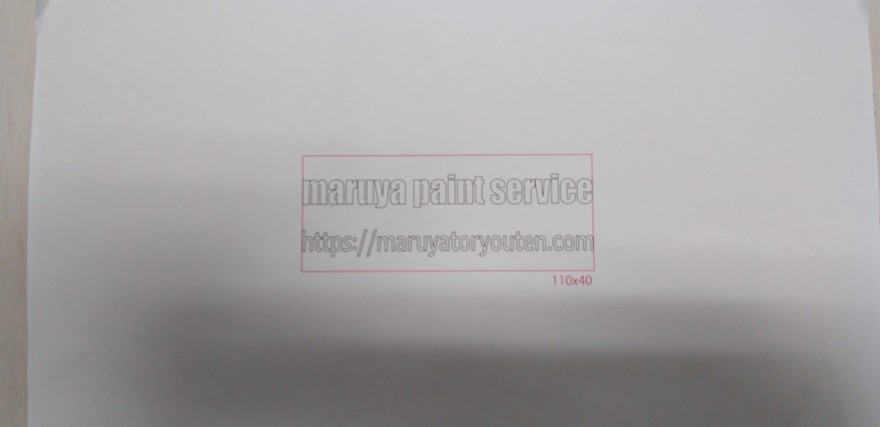 maruya paint service
https://maruyatoryouten.com
110x40